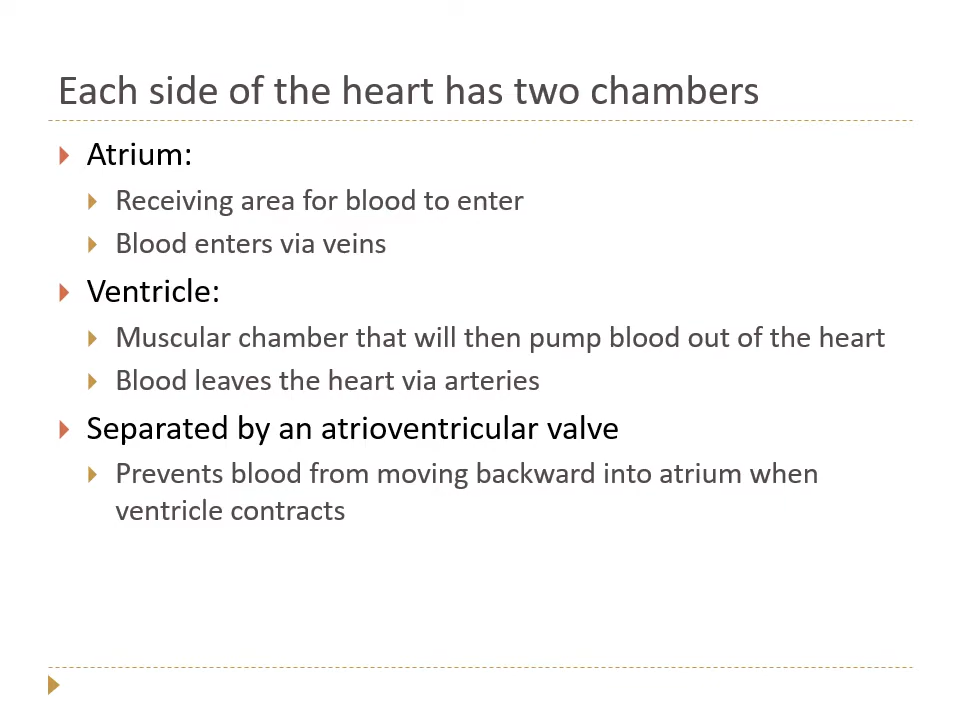 Each side of the heart has two chambers
Atrium:
Receiving area for blood to enter
Blood enters via veins
Ventricle:
Muscular chamber that will then pump blood out of the heart
Blood leaves the heart via arteries
Separated by an atrioventricular valve
Prevents blood from moving backward into atrium when
ventricle contracts